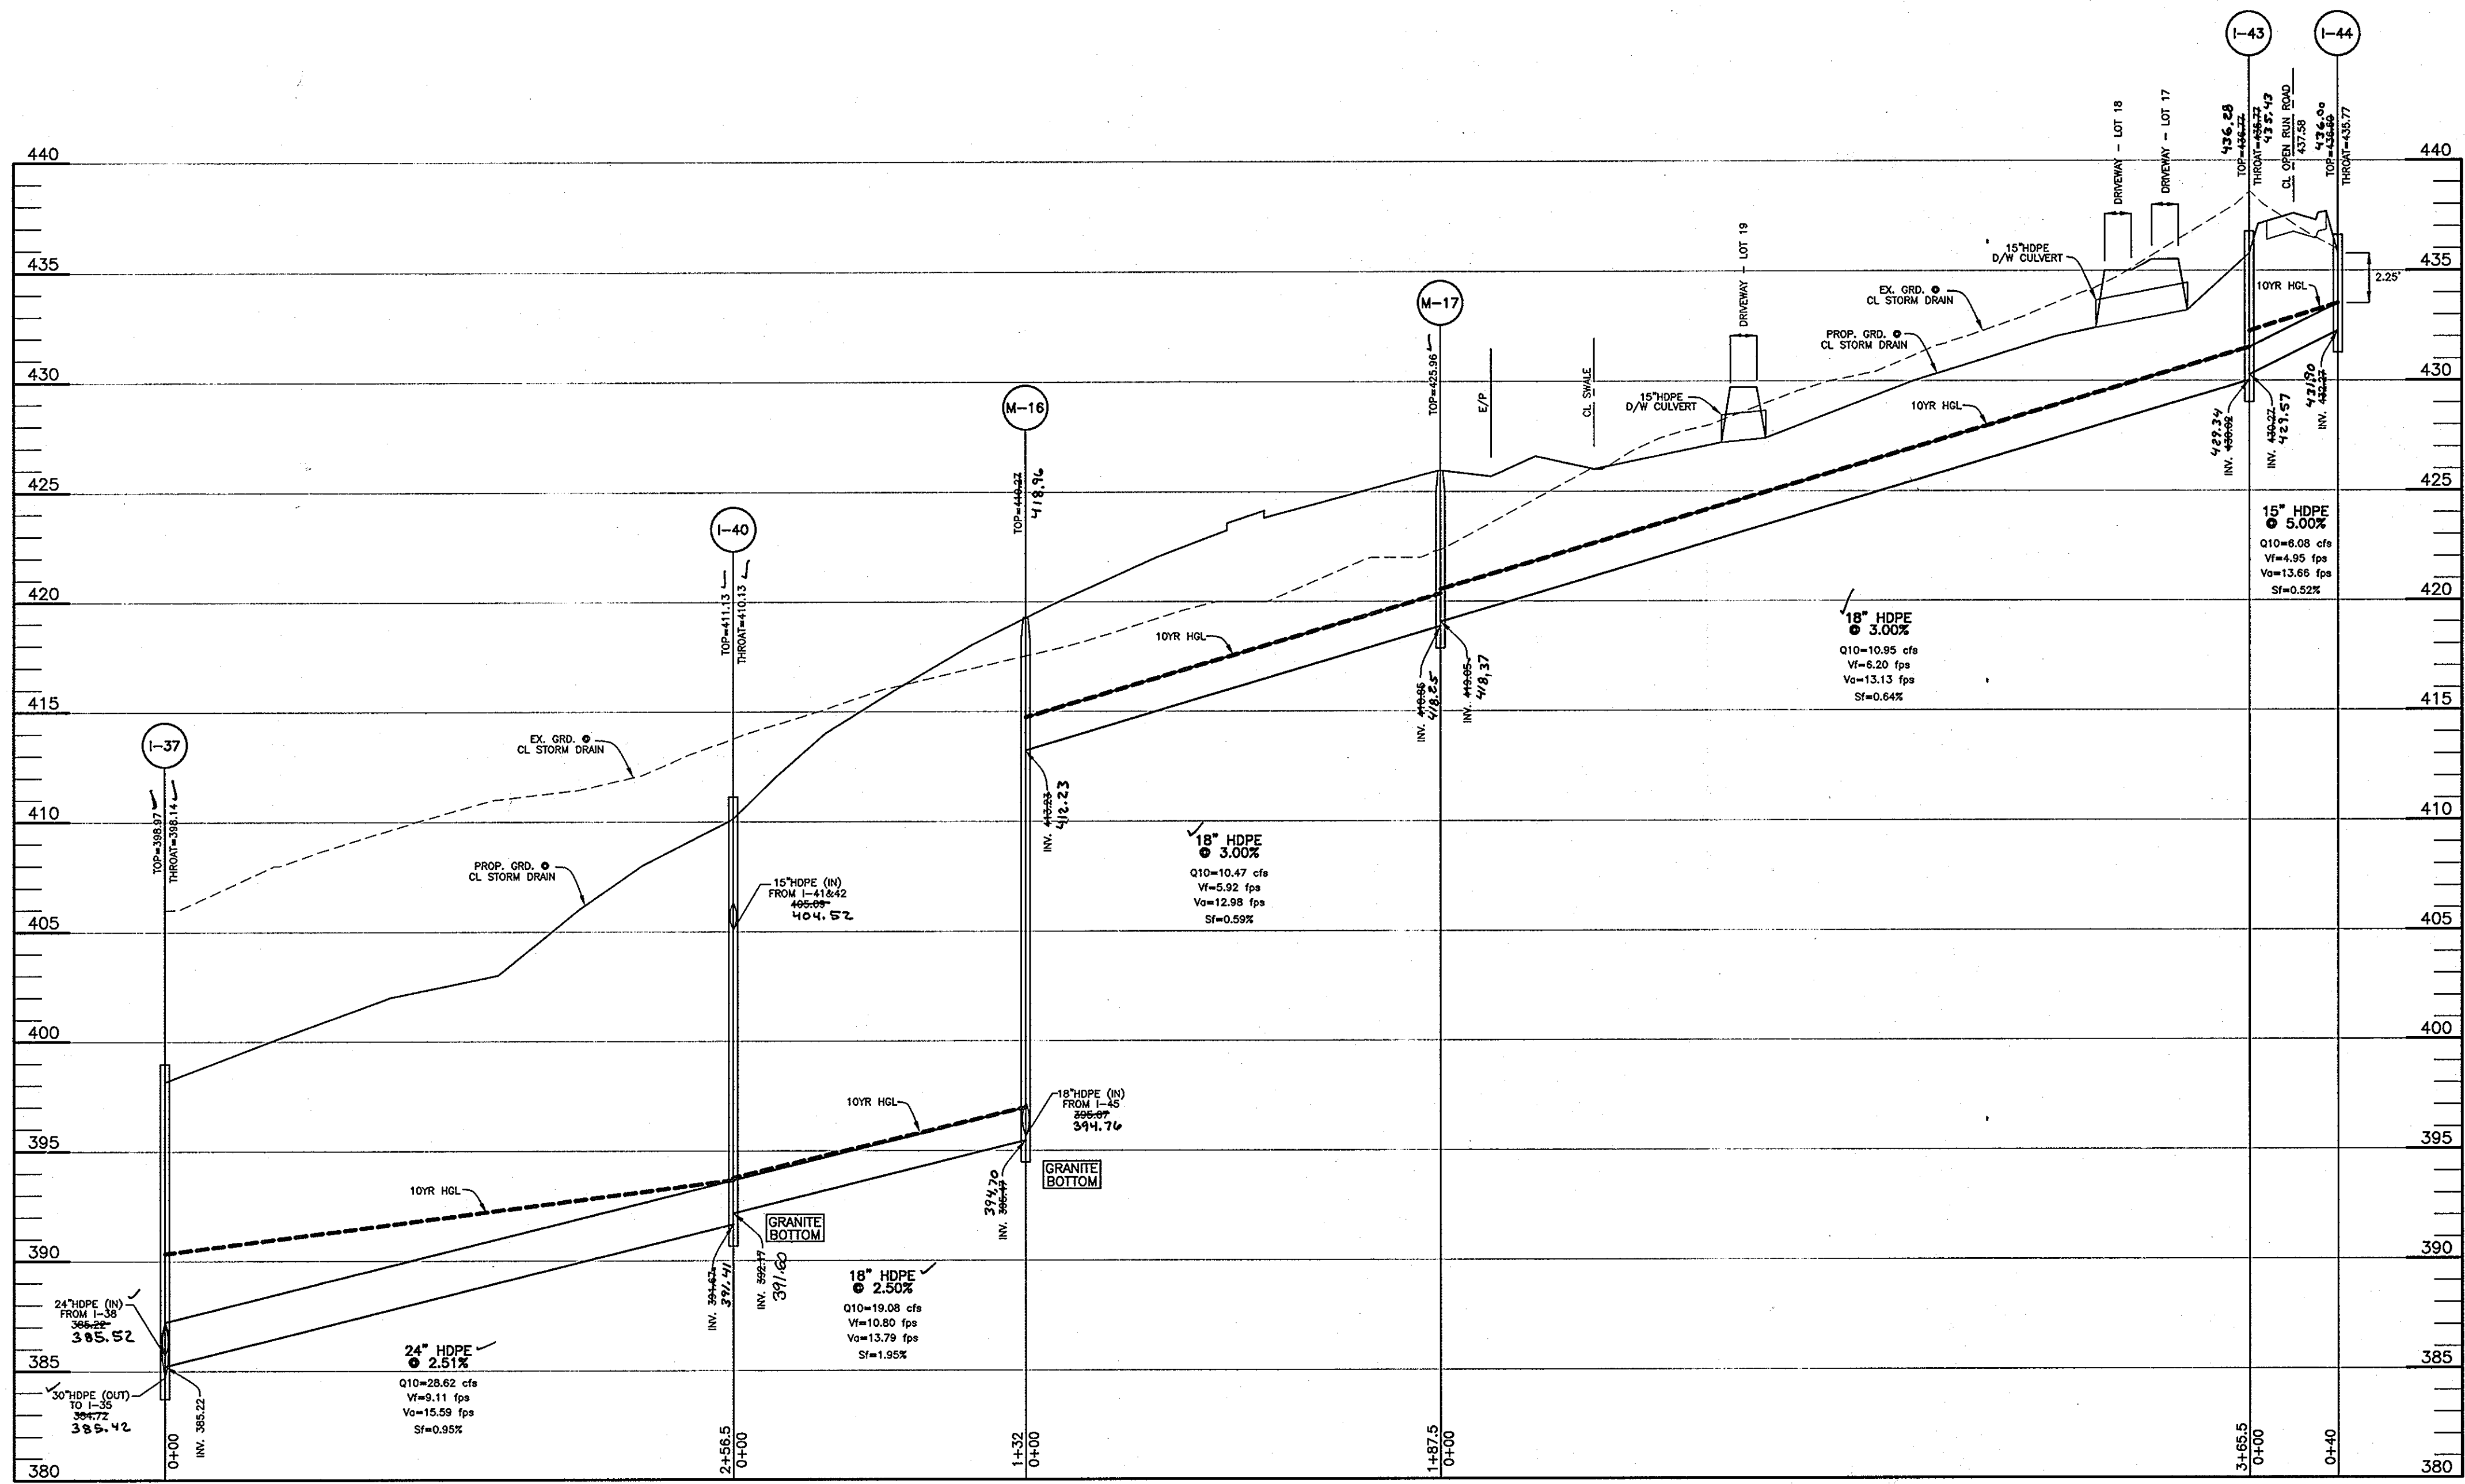 I-43
I-44
436.28
TOP=436.77
THROAT=435.77
435.43
CL OPEN RUN ROAD
437.58
436.00
TOP=436.60
THROAT=435.77
DRIVEWAY - LOT 18
DRIVEWAY - LOT 17
440
440
435
435
15"HDPE
D/W CULVERT
2.25'
10YR HGL
EX. GRD. @
CL STORM DRAIN
PROP. GRD. @
CL STORM DRAIN
DRIVEWAY - LOT 19
M-17
TOP=425.96
E/P
CL SWALE
15"HDPE
D/W CULVERT
10YR HGL
430
430
429.34
INV. 430.02
INV. 430.27
429.57
431.90
INV. 432.27
M-16
TOP=419.27
418.96
425
425
15" HDPE
@ 5.00%
Q10=6.08 cfs
Vf=4.95 fps
Va=13.66 fps
Sf=0.52%
I-40
TOP=411.13
THROAT=410.13
420
420
10YR HGL
18" HDPE
@ 3.00%
Q10=10.95 cfs
Vf=6.20 fps
Va=13.13 fps
Sf=0.64%
INV. 418.85
418.25
INV. 419.05
418.37
415
415
I-37
TOP=398.97
THROAT=398.14
EX. GRD. @
CL STORM DRAIN
INV. 413.23
412.23
410
410
18" HDPE
@ 3.00%
Q10=10.47 cfs
Vf=5.92 fps
Va=12.98 fps
Sf=0.59%
PROP. GRD. @
CL STORM DRAIN
15"HDPE (IN)
FROM I-41&42
405.09
404.52
405
405
400
400
10YR HGL
18"HDPE (IN)
FROM I-45
395.67
394.76
395
395
GRANITE
BOTTOM
394.70
INV. 395.47
10YR HGL
GRANITE
BOTTOM
INV. 391.67
391.41
INV. 392.17
391.60
390
390
18" HDPE
@ 2.50%
Q10=19.08 cfs
Vf=10.80 fps
Va=13.79 fps
Sf=1.95%
24"HDPE (IN)
FROM I-38
385.22
385.52
24" HDPE
@ 2.51%
Q10=28.62 cfs
Vf=9.11 fps
Va=15.59 fps
Sf=0.95%
385
385
30"HDPE (OUT)
TO I-35
384.72
385.42
INV. 385.22
380
0+00
2+56.5
0+00
1+32
0+00
1+87.5
0+00
3+65.5
0+00
0+40
380